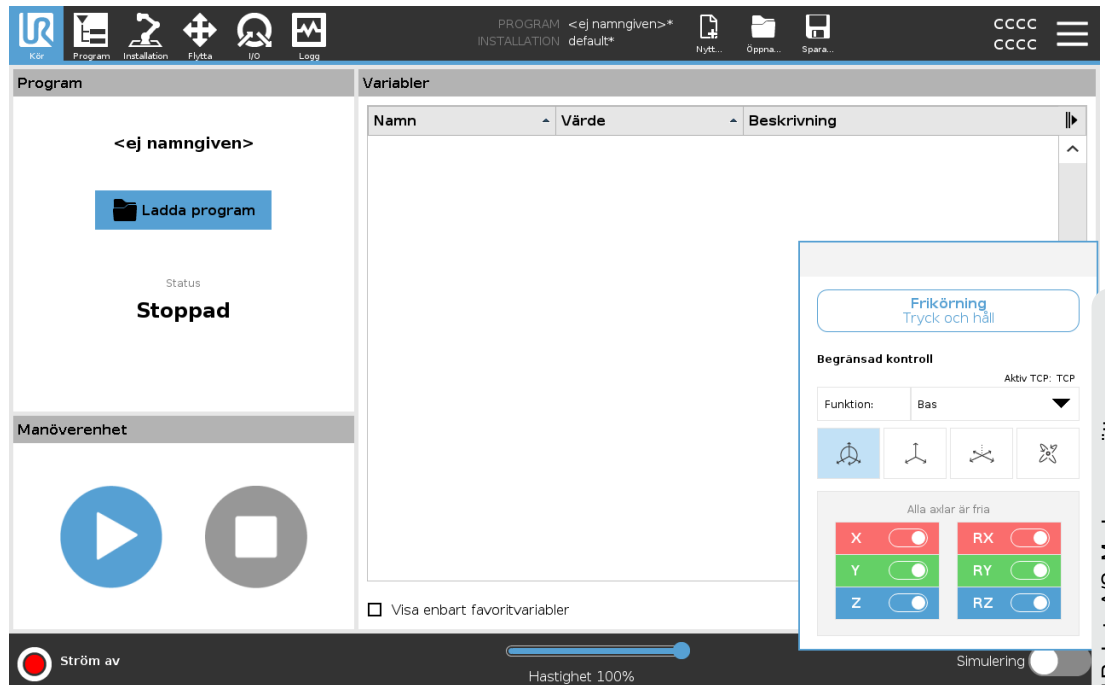 UR
Kör
Program
Installation
Flytta
I/O
Logg
PROGRAM <ej namngiven>*
INSTALLATION default*
Nytt...
Öppna...
Spara...
CCCC
CCCC
Program
<ej namngiven>
Ladda program
Status
Stoppad
Manöverenhet
Variabler
Namn
Värde
Beskrivning
Visa enbart favoritvariabler
Frikörning
Tryck och håll
Begränsad kontroll
Aktiv TCP: TCP
Funktion:
Bas
Alla axlar är fria
X
RX
Y
RY
Z
RZ
Ström av
Hastighet 100%
Simulering